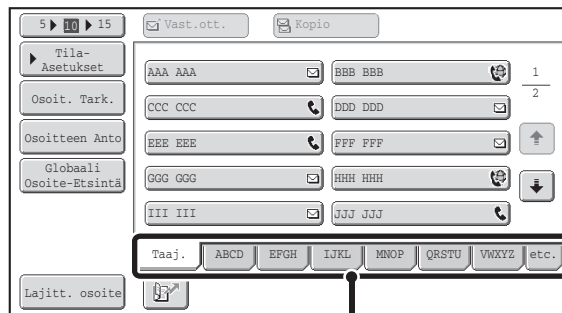 5 10 15
Vast.ott.
Kopio
Tila-
Asetukset
Osoit. Tark.
Osoitteen Anto
Globaali
Osoite-Etsintä
AAA AAA
BBB BBB
CCC CCC
DDD DDD
EEE EEE
FFF FFF
GGG GGG
HHH HHH
III III
JJJ JJJ
1
2
Taaj.
ABCD
EFGH
IJKL
MNOP
QRSTU
VWXYZ
etc.
Lajitt. osoite